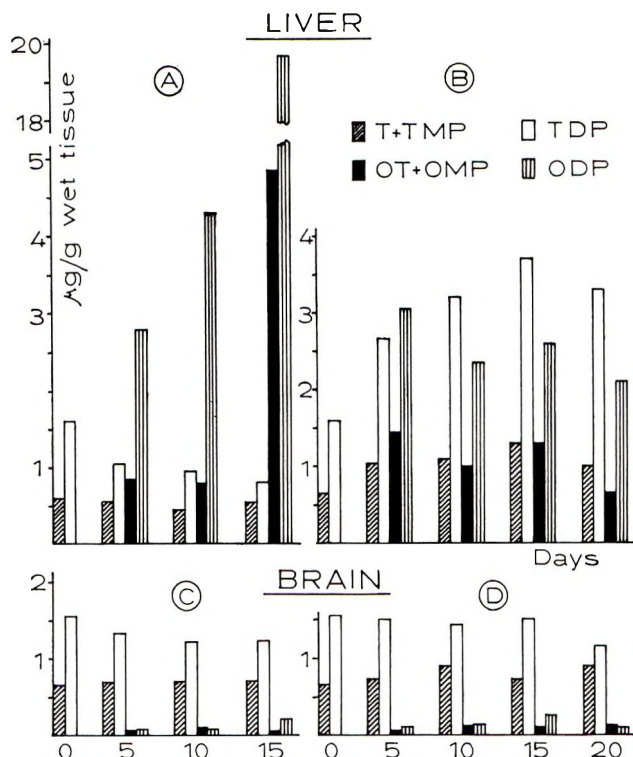 LIVER
20
18
5
4
3
1
μg/g wet tissue
A
B
T+TMP
TDP
OT+OMP
ODP
4
3
2
1
Days
BRAIN
2
1
C
D
1
0 5 10 15
0 5 10 15 20